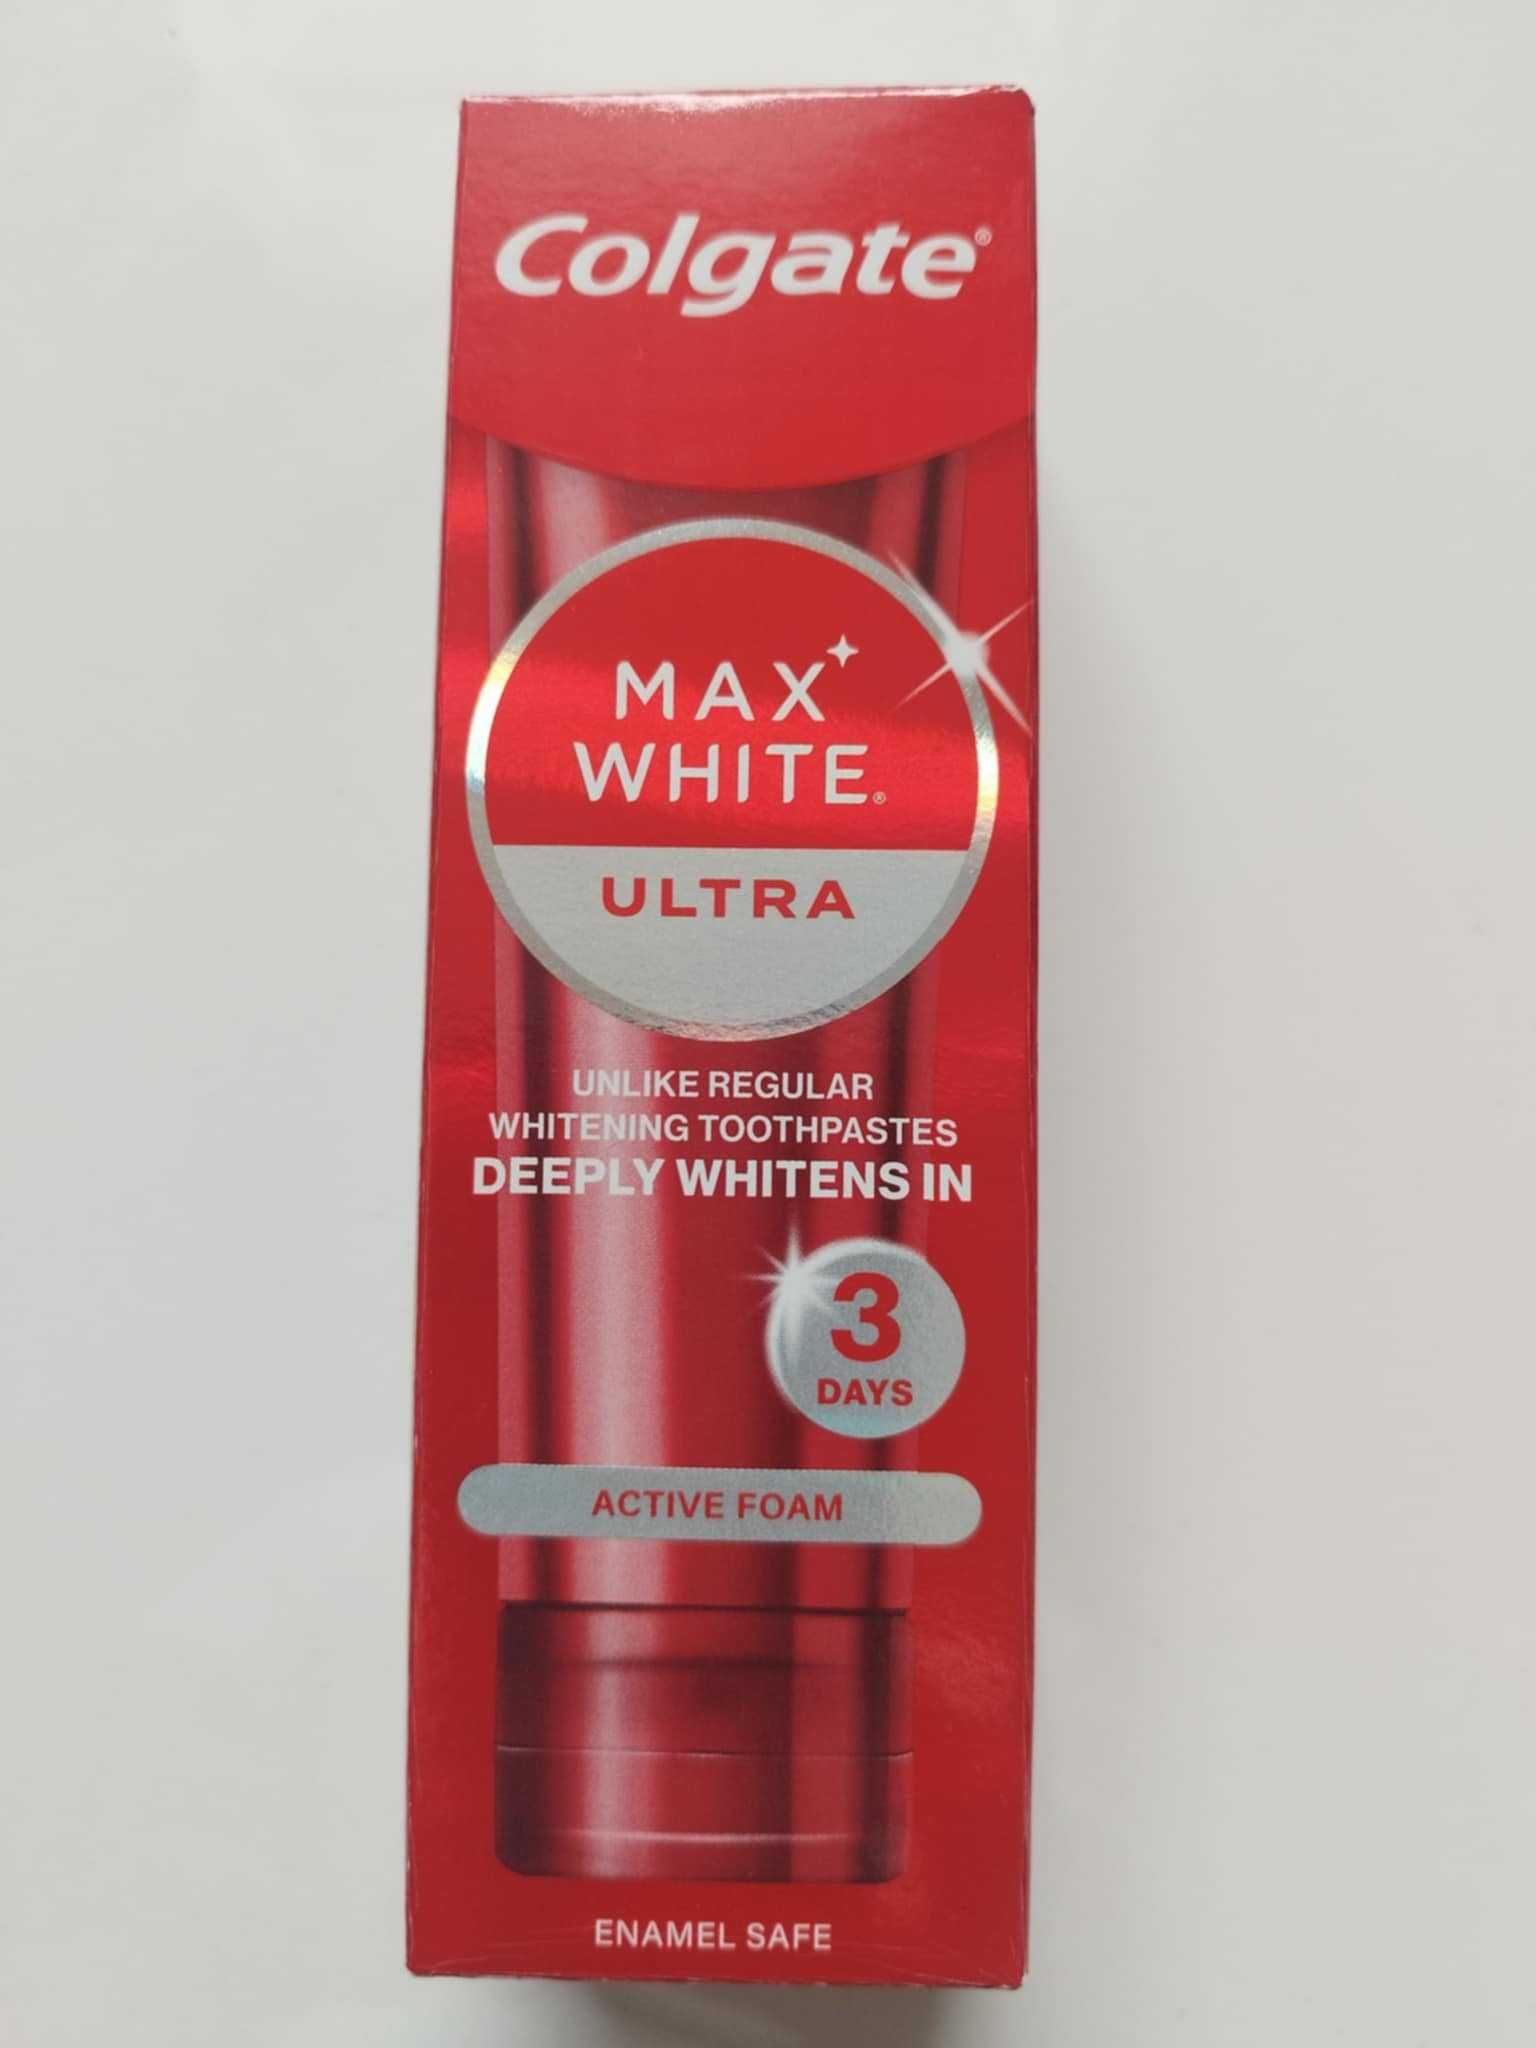 Colgate®
MAX
WHITE®
ULTRA
UNLIKE REGULAR
WHITENING TOOTHPASTES
DEEPLY WHITENS IN
3
DAYS
ACTIVE FOAM
ENAMEL SAFE